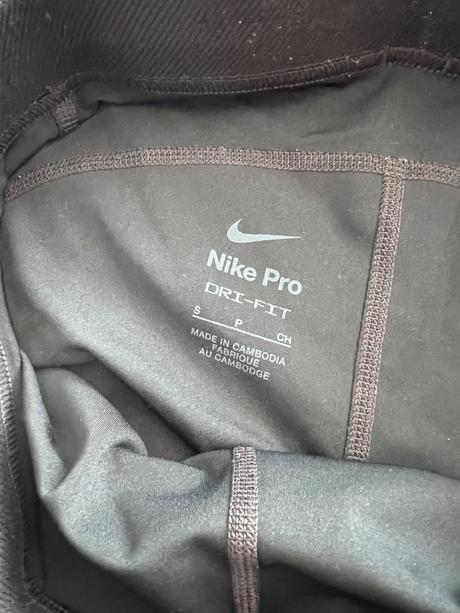 Nike Pro
DRI-FIT
S P CH
MADE IN CAMBODIA
FABRIQUE
AU CAMBODGE